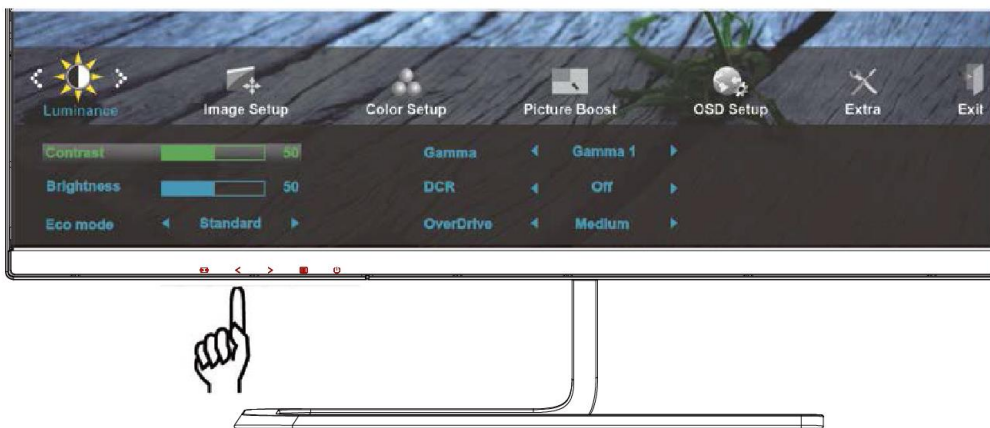 Luminance Image Setup Color Setup Picture Boost OSD Setup Extra Exit
Contrast 50 Gamma Gamma 1
Brightness 50 DCR Off
Eco mode Standard OverDrive Medium